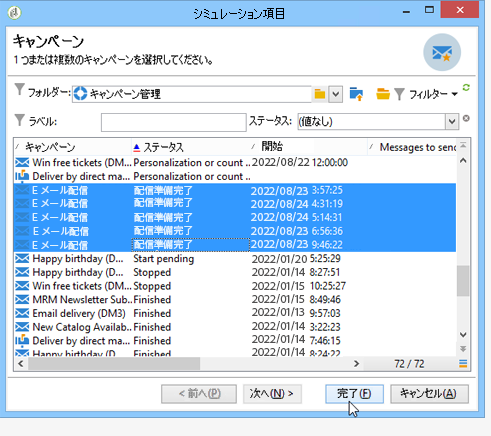 シミュレーション項目
キャンペーン
1 つまたは複数のキャンペーンを選択してください。
フォルダー: キャンペーン管理 フィルター
ラベル: ステータス: (値なし)
キャンペーン ステータス 開始 Messages to send
Win free tickets (DM... Personalization or count .. 2022/08/22 12:00:00
Deliver by direct ma... Personalization or count ..
E メール配信 配信準備完了 2022/08/23 3:57:25
E メール配信 配信準備完了 2022/08/24 4:31:19
E メール配信 配信準備完了 2022/08/24 5:14:31
E メール配信 配信準備完了 2022/08/23 6:56:36
E メール配信 配信準備完了 2022/08/23 9:46:22
Happy birthday (D... Start pending 2022/01/20 5:25:29
Happy birthday (D... Stopped 2022/01/14 8:27:51
Win free tickets (DM... Stopped 2022/01/15 10:25:27
MRM Newsletter Sub.. Finished 2022/01/15 8:49:46
Email delivery (DM3) Finished 2022/01/13 9:57:03
New Catalog Availab.. Finished 2022/01/14 3:22:23
Deliver by direct ma... Finished 2022/01/14 7:46:15
Happy birthday (D... Finished 2022/01/14 8:24:22
72 / 72
< 前へ(P) 次へ(N) > 完了(F) キャンセル(A)